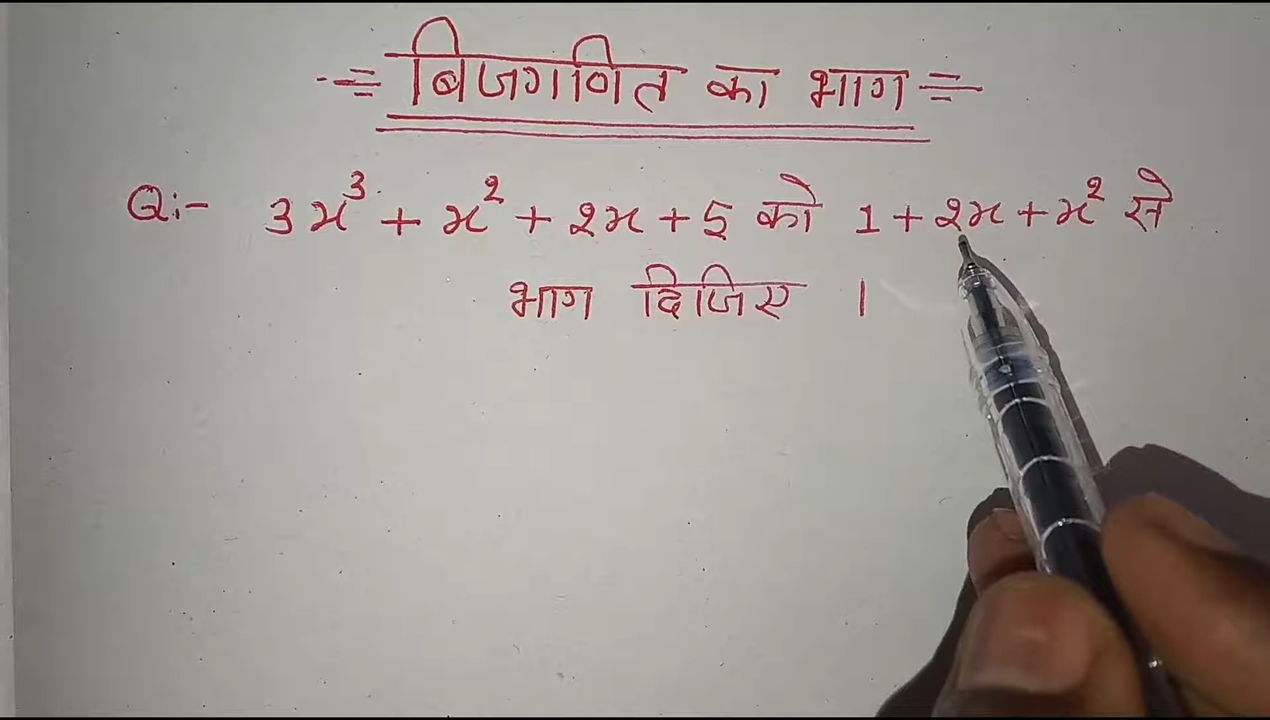 बिजगणित का भाग
Q:- 3x³ + x² + 2x + 5 को 1 + 2x + x² से
भाग दिजिए ।